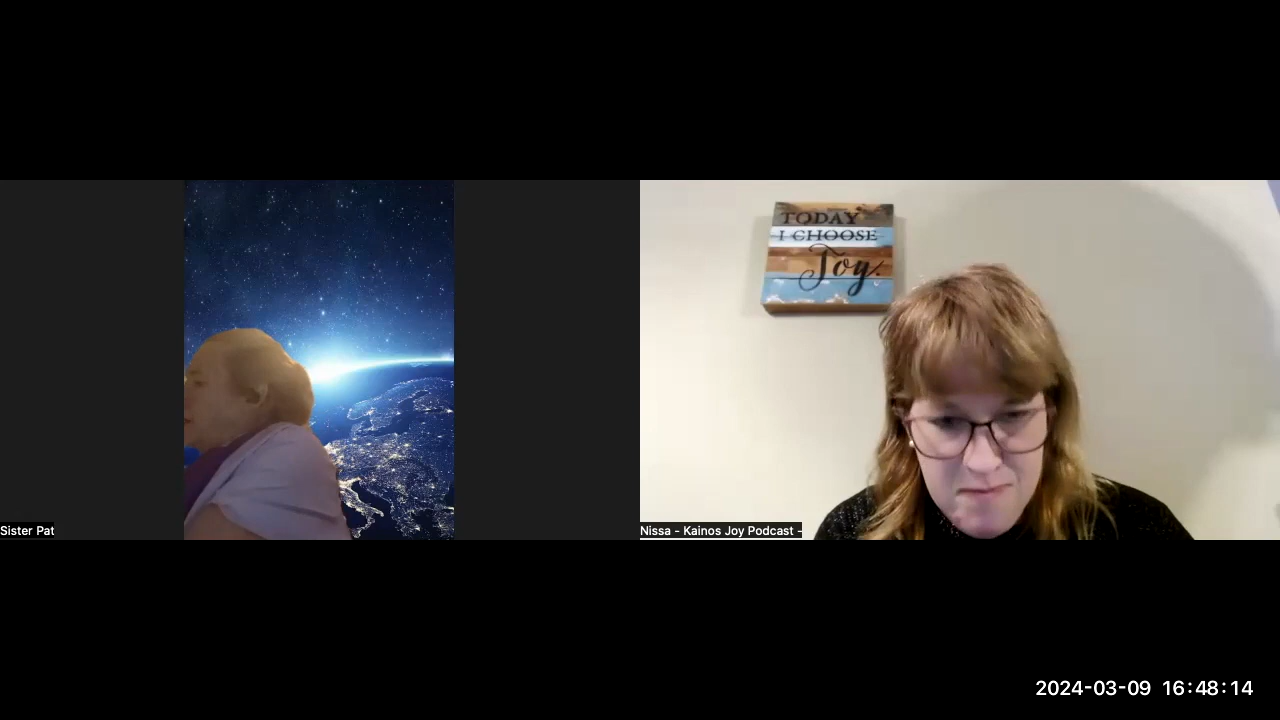 TODAY
I CHOOSE
Joy.
Sister Pat
Nissa - Kainos Joy Podcast -
2024-03-09 16:48:14